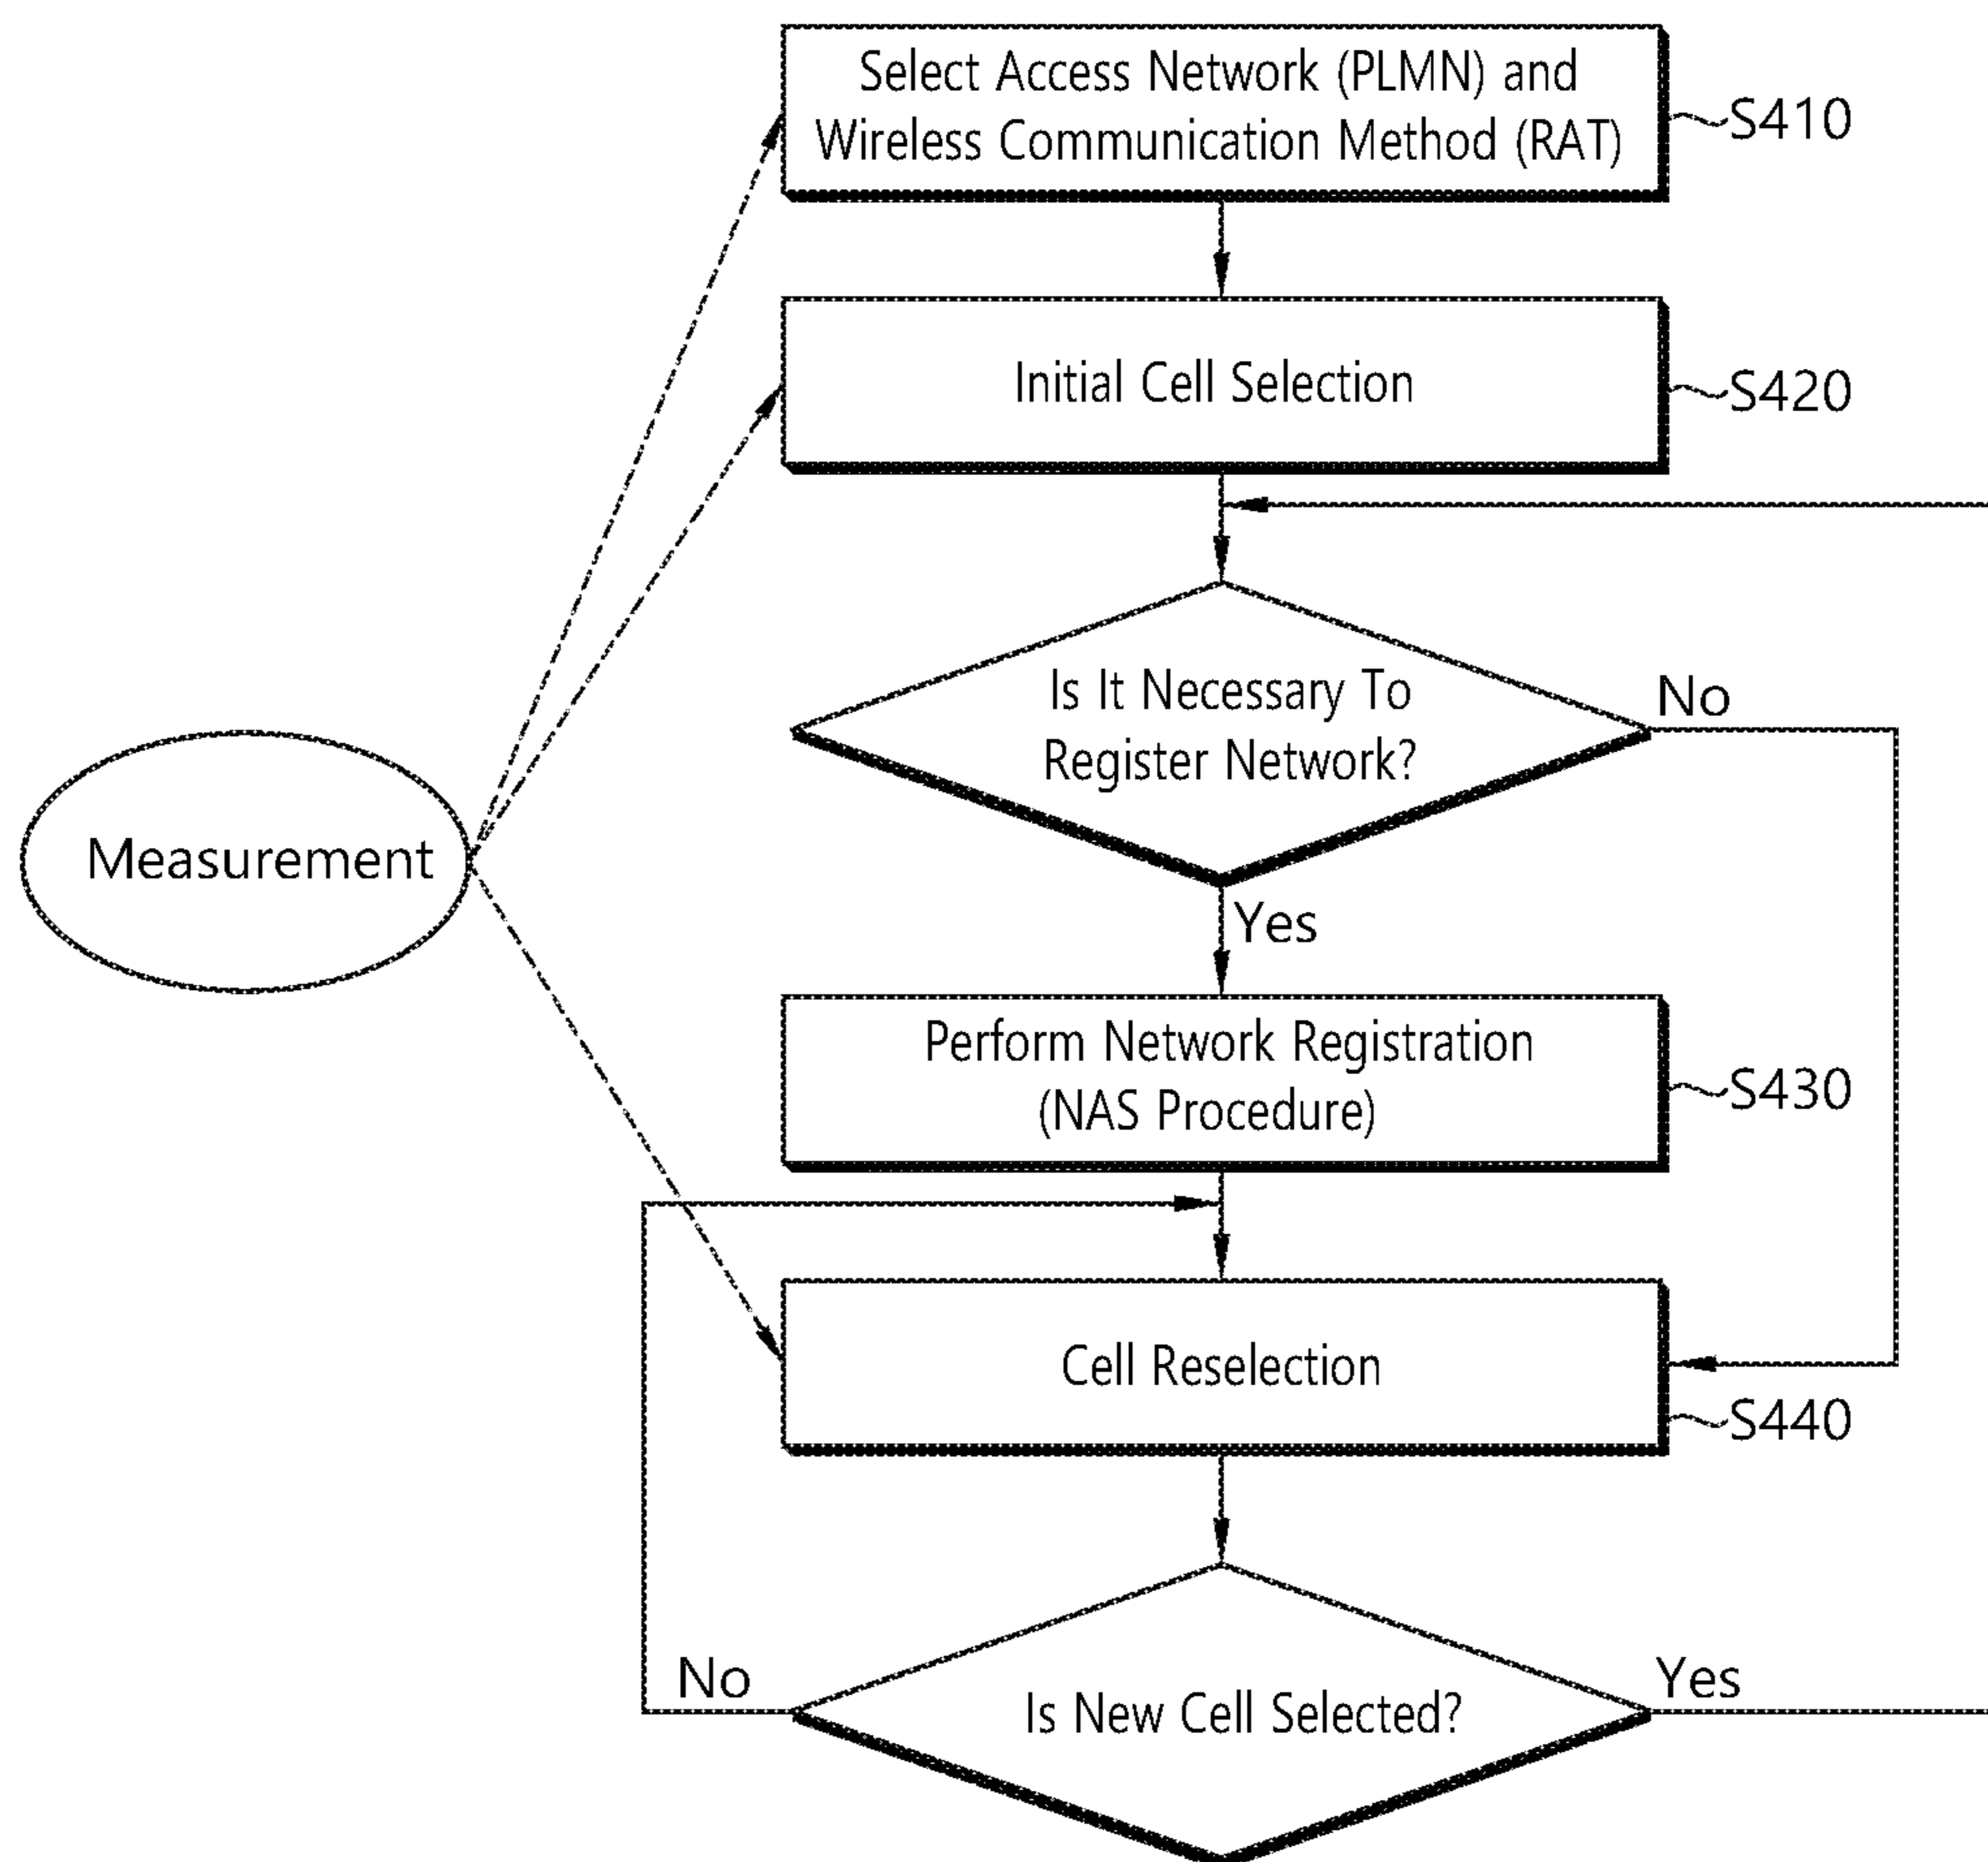 Select Access Network (PLMN) and
Wireless Communication Method (RAT)
S410
Initial Cell Selection
S420
Is It Necessary To
Register Network?
No
Measurement
Yes
Perform Network Registration
(NAS Procedure)
S430
Cell Reselection
S440
No
Is New Cell Selected?
Yes